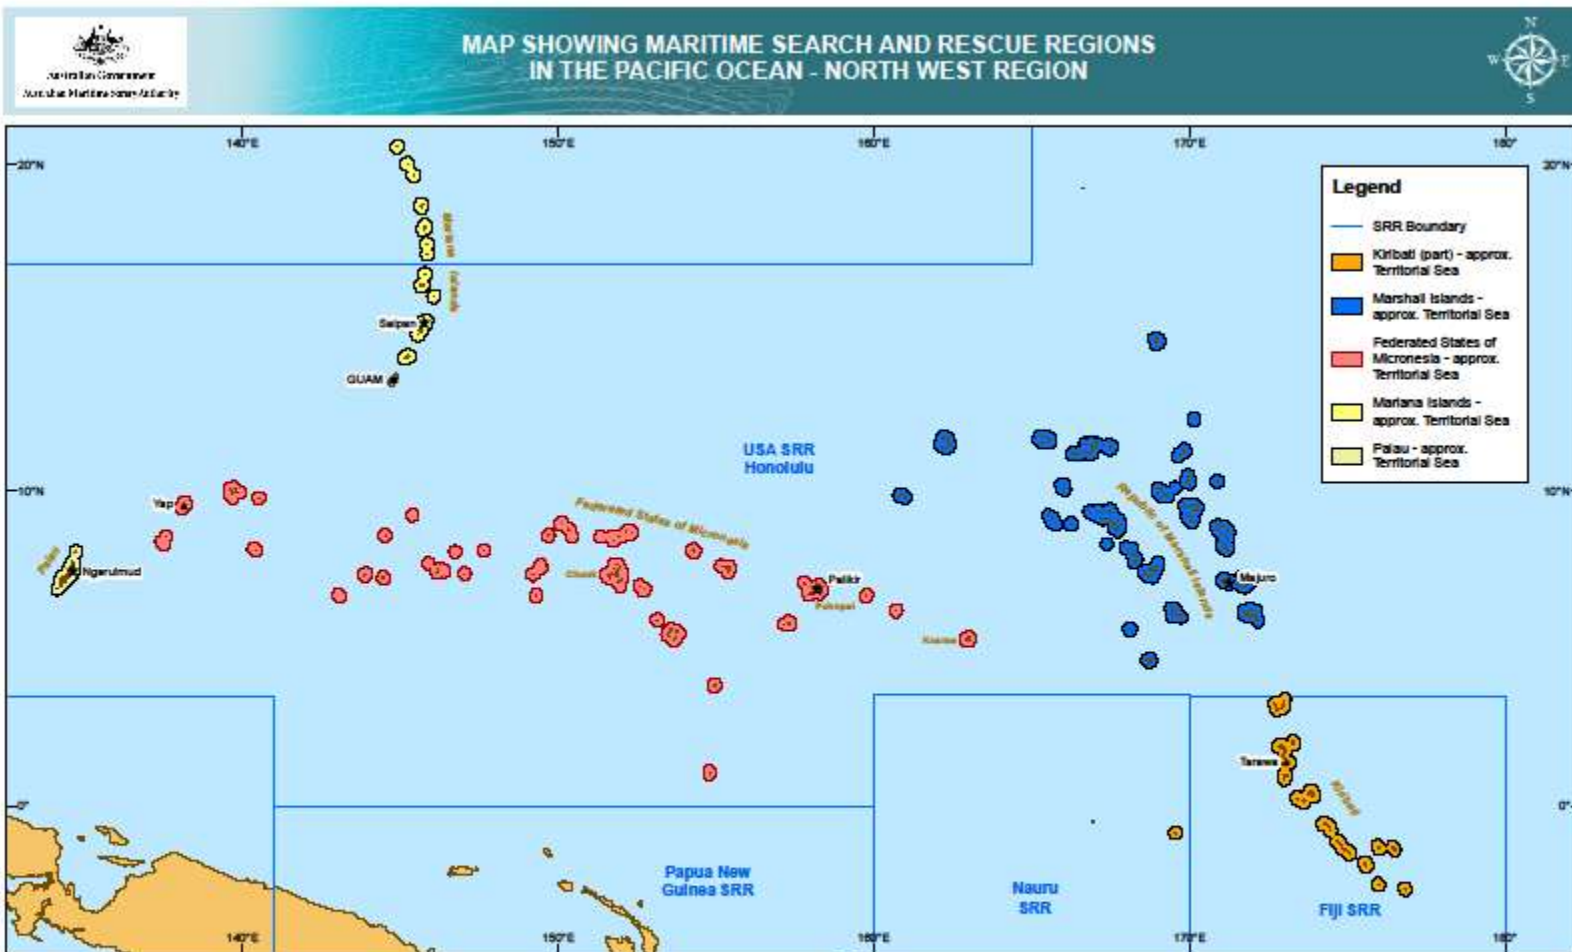 Australian Government
Australian Maritime Safety Authority
MAP SHOWING MARITIME SEARCH AND RESCUE REGIONS
IN THE PACIFIC OCEAN - NORTH WEST REGION
N
W
E
S
140°E
150°E
160°E
170°E
180°
20°N
20°N
Legend
SRR Boundary
Kiribati (part) - approx.
Territorial Sea
Marshall Islands -
approx. Territorial Sea
Federated States of
Micronesia - approx.
Territorial Sea
Mariana Islands -
approx. Territorial Sea
Palau - approx.
Territorial Sea
Mariana Islands
Saipan
GUAM
USA SRR
Honolulu
10°N
10°N
Yap
Federated States of Micronesia
Republic of Marshall Islands
Palau
Ngerulmud
Chuuk
Palikir
Pohnpei
Majuro
Kosrae
Tarawa
Kiribati
0°
0°
Papua New
Guinea SRR
Nauru
SRR
Fiji SRR
140°E
150°E
160°E
170°E
180°